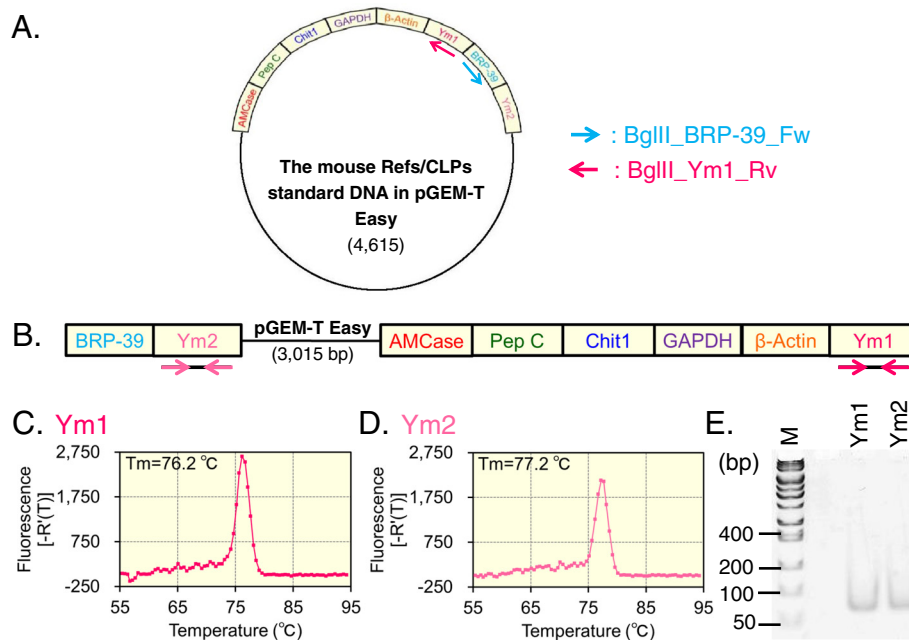 A.
AMCase
Pep C
Chit1
GAPDH
β-Actin
Ym1
BRP-39
Ym2
The mouse Refs/CLPs
standard DNA in pGEM-T
Easy
(4,615)
: BglII_BRP-39_Fw
: BglII_Ym1_Rv
B.
BRP-39 Ym2 pGEM-T Easy AMCase Pep C Chit1 GAPDH β-Actin Ym1
(3,015 bp)
C. Ym1
Tm=76.2 ℃
Fluorescence
[-R'(T)]
2,750
1,750
750
-250
55 65 75 85 95
Temperature (℃)
D. Ym2
Tm=77.2 ℃
Fluorescence
[-R'(T)]
2,750
1,750
750
-250
55 65 75 85 95
Temperature (℃)
E.
M Ym1 Ym2
(bp)
400
200
100
50